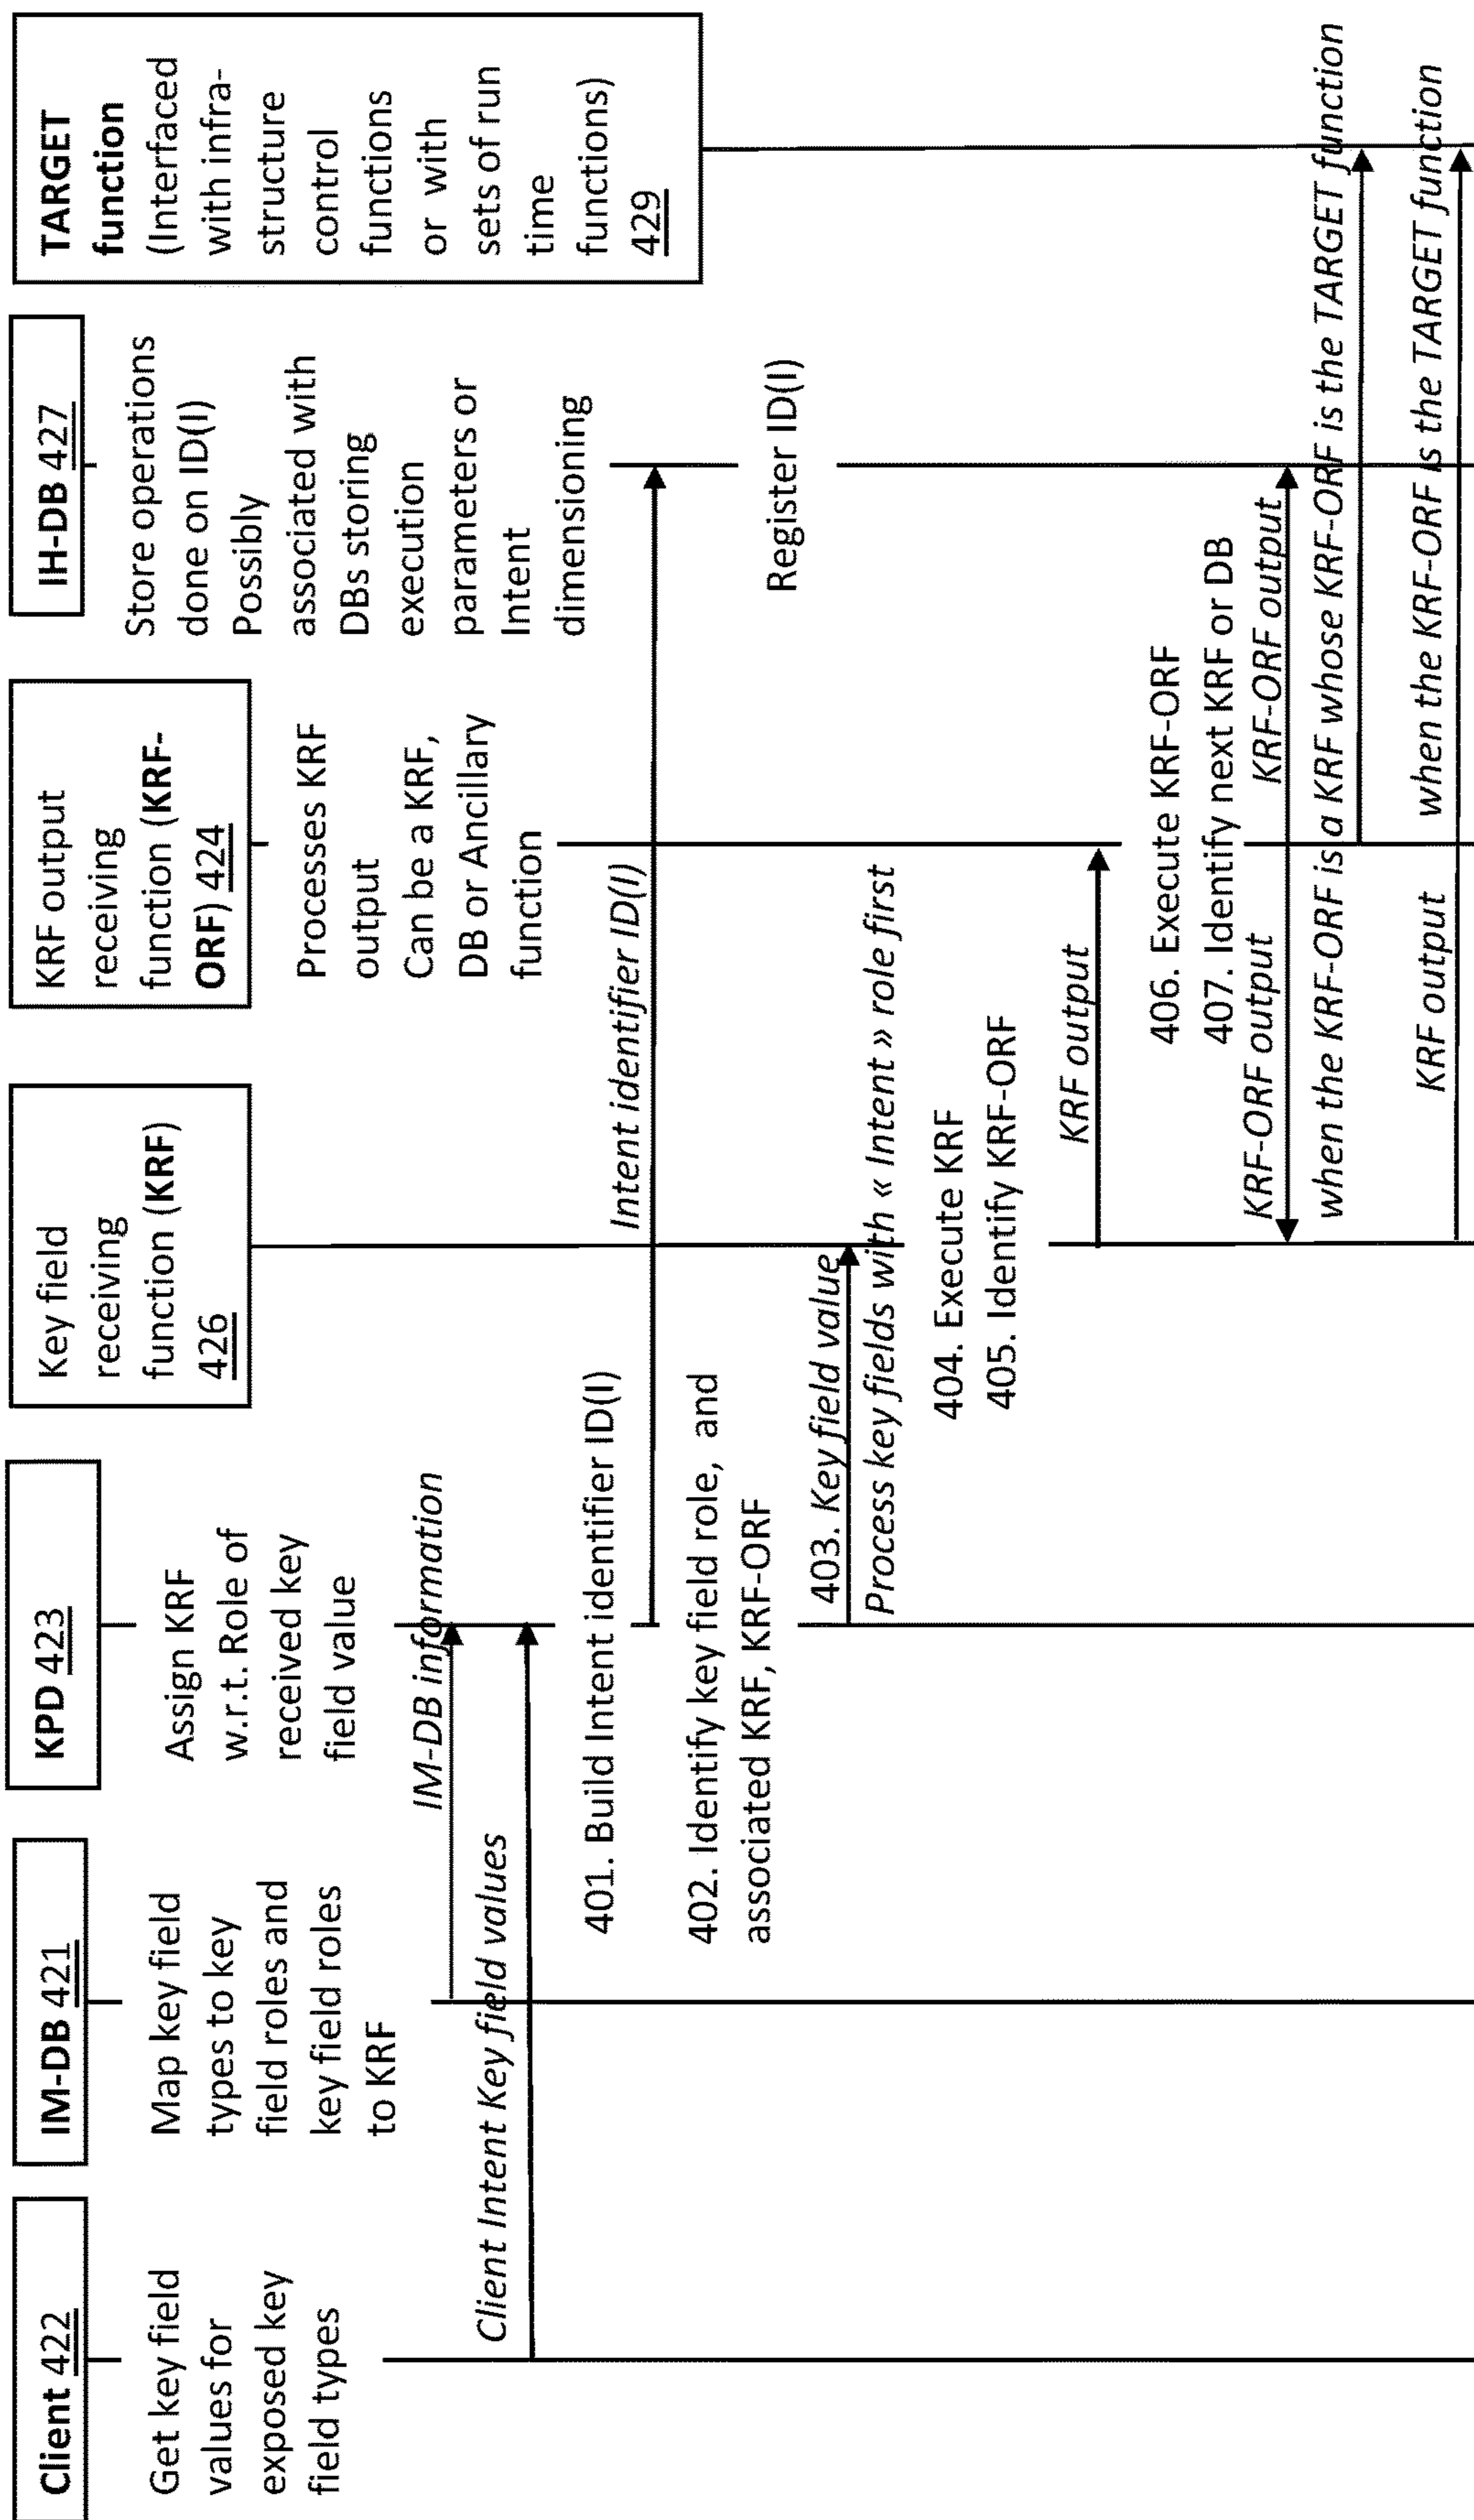 Client 422
Get key field
values for
exposed key
field types
IM-DB 421
Map key field
types to key
field roles and
key field roles
to KRF
KPD 423
Assign KRF
w.r.t. Role of
received key
field value
Key field
receiving
function (KRF)
426
KRF output
receiving
function (KRF-
ORF) 424
Processes KRF
output
Can be a KRF,
DB or Ancillary
function
IH-DB 427
Store operations
done on ID(I)
Possibly
associated with
DBs storing
execution
parameters or
Intent
dimensioning
TARGET
function
(Interfaced
with infra-
structure
control
functions
or with
sets of run
time
functions)
429
IM-DB information
Client Intent Key field values
401. Build Intent identifier ID(I)
Intent identifier ID(I)
402. Identify key field role, and
associated KRF, KRF-ORF
Register ID(I)
403. Key field value
Process key fields with « Intent » role first
404. Execute KRF
405. Identify KRF-ORF
KRF output
406. Execute KRF-ORF
407. Identify next KRF or DB
KRF-ORF output
KRF-ORF output
when the KRF-ORF is a KRF whose KRF-ORF is the TARGET function
KRF output
when the KRF-ORF is the TARGET function